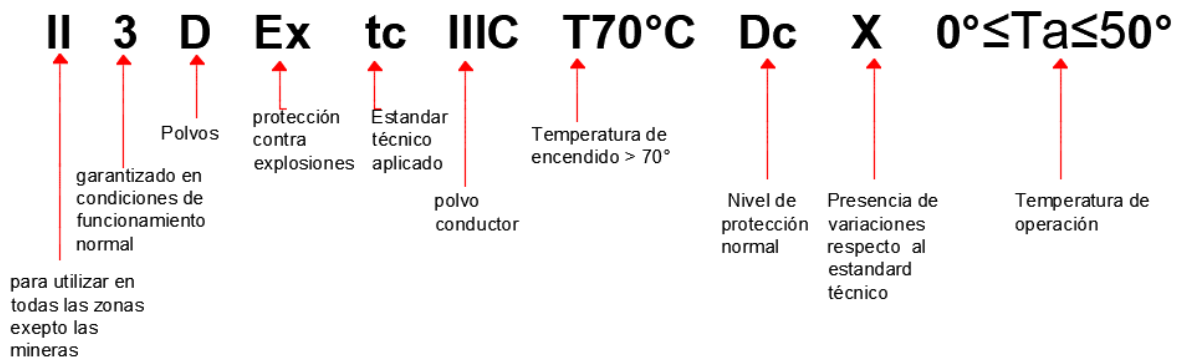 II 3 D Ex tc IIIC T70°C Dc X 0°≤Ta≤50°
Polvos
protección
contra
explosiones
Estandar
técnico
aplicado
Temperatura de
encendido > 70°
garantizado en
condiciones de
funcionamiento
normal
polvo
conductor
Nivel de
protección
normal
Presencia de
variaciones
respecto al
estandard
técnico
Temperatura de
operación
para utilizar en
todas las zonas
exepto las
mineras